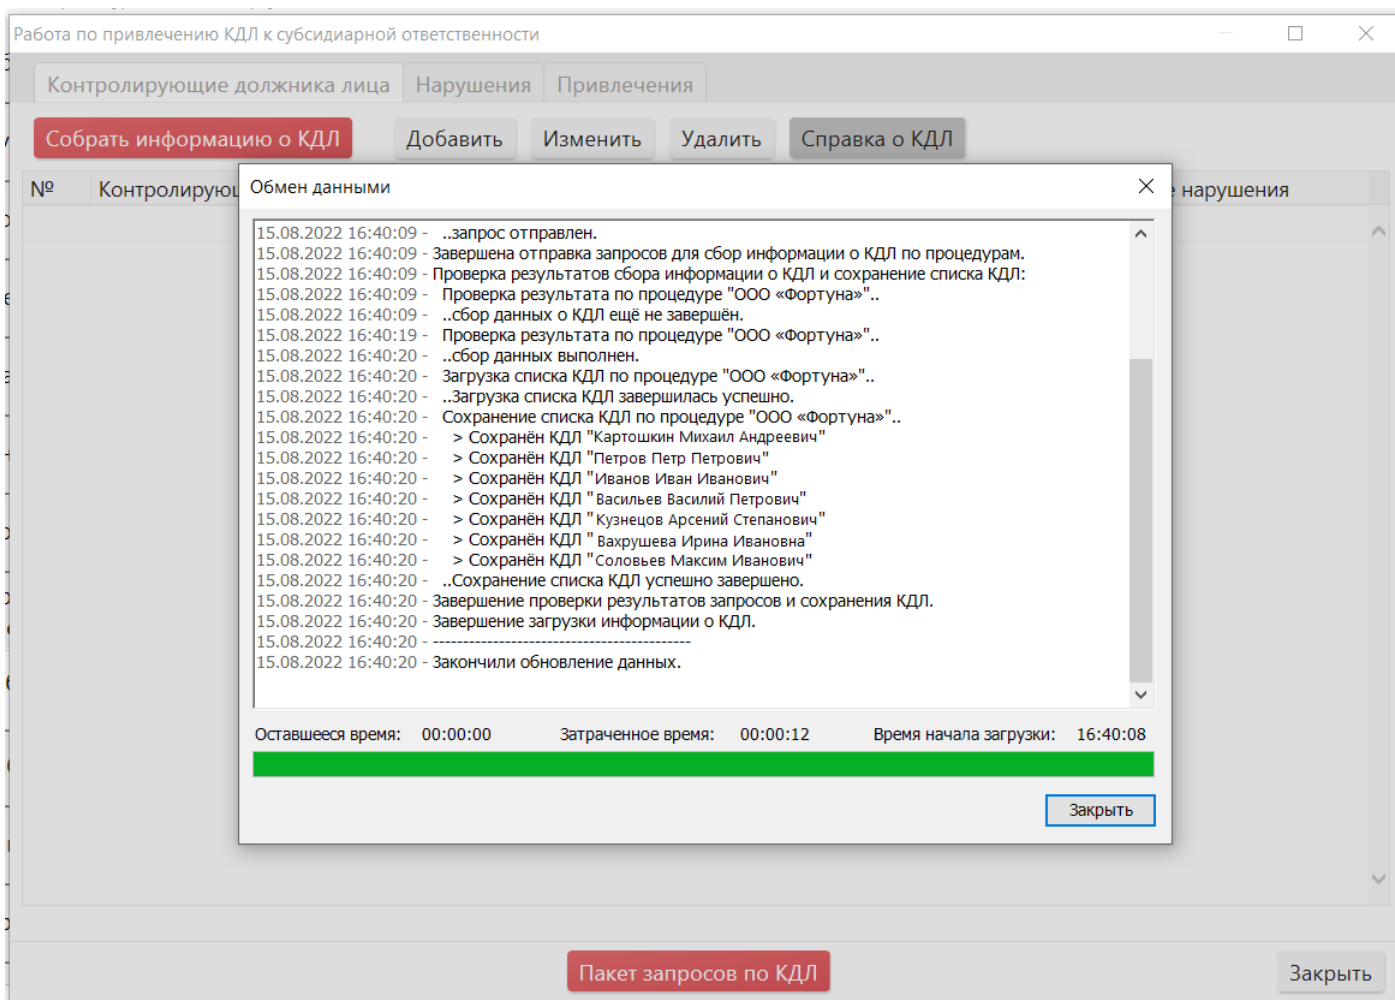 Работа по привлечению КДЛ к субсидиарной ответственности
Контролирующие должника лица Нарушения Привлечения
Собрать информацию о КДЛ Добавить Изменить Удалить Справка о КДЛ
№ нарушения
Обмен данными
15.08.2022 16:40:09 - ..запрос отправлен.
15.08.2022 16:40:09 - Завершена отправка запросов для сбор информации о КДЛ по процедурам.
15.08.2022 16:40:09 - Проверка результатов сбора информации о КДЛ и сохранение списка КДЛ:
15.08.2022 16:40:09 - Проверка результата по процедуре "ООО «Фортуна»"..
15.08.2022 16:40:09 - ..сбор данных о КДЛ ещё не завершён.
15.08.2022 16:40:19 - Проверка результата по процедуре "ООО «Фортуна»"..
15.08.2022 16:40:20 - ..сбор данных выполнен.
15.08.2022 16:40:20 - Загрузка списка КДЛ по процедуре "ООО «Фортуна»"..
15.08.2022 16:40:20 - ..Загрузка списка КДЛ завершилась успешно.
15.08.2022 16:40:20 - Сохранение списка КДЛ по процедуре "ООО «Фортуна»"..
15.08.2022 16:40:20 - > Сохранён КДЛ "Картошкин Михаил Андреевич"
15.08.2022 16:40:20 - > Сохранён КДЛ "Петров Петр Петрович"
15.08.2022 16:40:20 - > Сохранён КДЛ "Иванов Иван Иванович"
15.08.2022 16:40:20 - > Сохранён КДЛ "Васильев Василий Петрович"
15.08.2022 16:40:20 - > Сохранён КДЛ "Кузнецов Арсений Степанович"
15.08.2022 16:40:20 - > Сохранён КДЛ "Вахрушева Ирина Ивановна"
15.08.2022 16:40:20 - > Сохранён КДЛ "Соловьев Максим Иванович"
15.08.2022 16:40:20 - ..Сохранение списка КДЛ успешно завершено.
15.08.2022 16:40:20 - Завершение проверки результатов запросов и сохранения КДЛ.
15.08.2022 16:40:20 - Завершение загрузки информации о КДЛ.
15.08.2022 16:40:20 - -------------------------------------------
15.08.2022 16:40:20 - Закончили обновление данных.
Оставшееся время: 00:00:00 Затраченное время: 00:00:12 Время начала загрузки: 16:40:08
Закрыть
Пакет запросов по КДЛ Закрыть